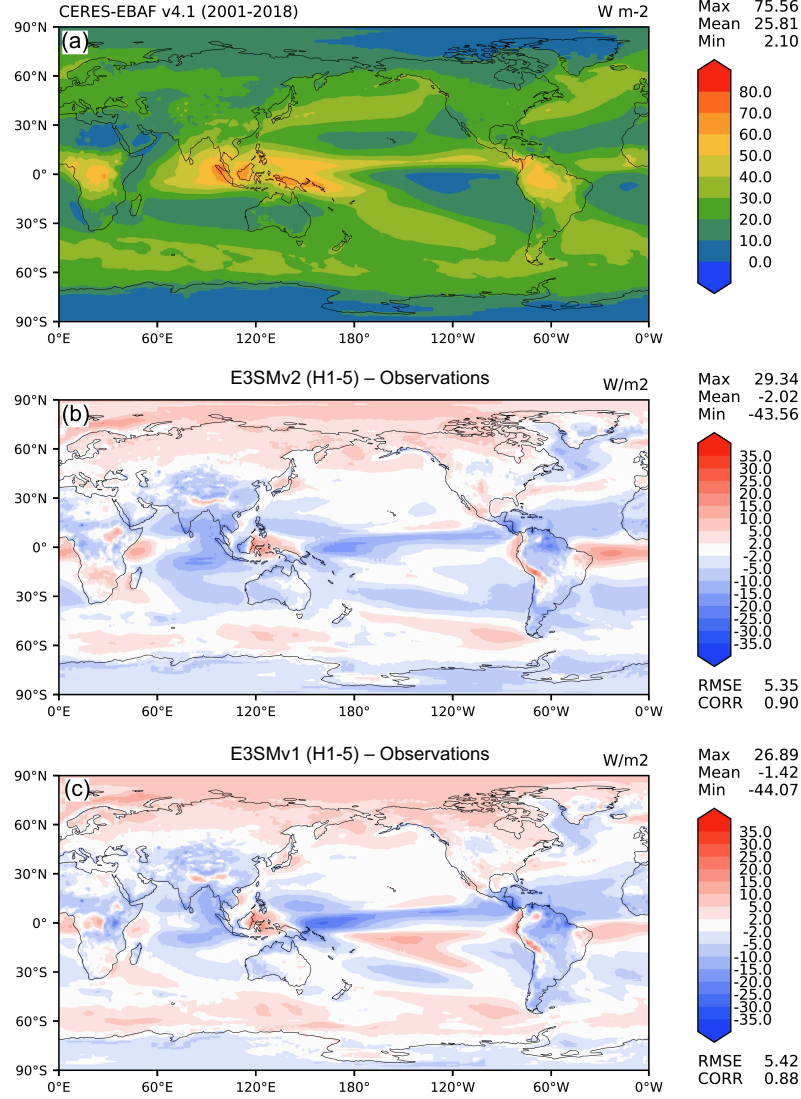 CERES-EBAF v4.1 (2001-2018) W m-2
Max 75.56
Mean 25.81
Min 2.10
(a)
90°N
60°N
30°N
0°
30°S
60°S
90°S
0°E 60°E 120°E 180° 120°W 60°W 0°W
80.0
70.0
60.0
50.0
40.0
30.0
20.0
10.0
0.0
E3SMv2 (H1-5) – Observations W/m2
Max 29.34
Mean -2.02
Min -43.56
(b)
90°N
60°N
30°N
0°
30°S
60°S
90°S
0°E 60°E 120°E 180° 120°W 60°W 0°W
35.0
30.0
25.0
20.0
15.0
10.0
5.0
2.0
-2.0
-5.0
-10.0
-15.0
-20.0
-25.0
-30.0
-35.0
RMSE 5.35
CORR 0.90
E3SMv1 (H1-5) – Observations W/m2
Max 26.89
Mean -1.42
Min -44.07
(c)
90°N
60°N
30°N
0°
30°S
60°S
90°S
0°E 60°E 120°E 180° 120°W 60°W 0°W
35.0
30.0
25.0
20.0
15.0
10.0
5.0
2.0
-2.0
-5.0
-10.0
-15.0
-20.0
-25.0
-30.0
-35.0
RMSE 5.42
CORR 0.88